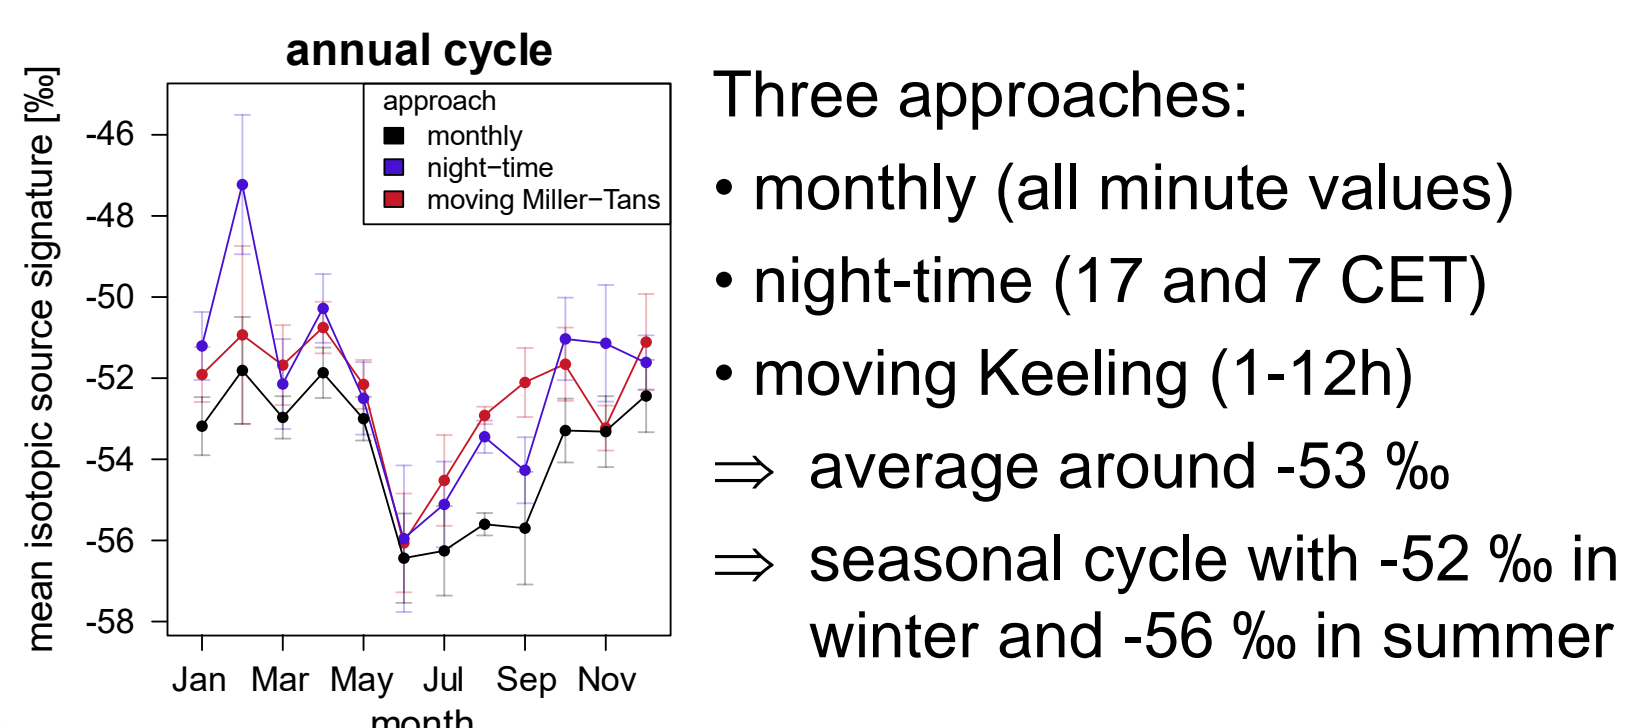 annual cycle
mean isotopic source signature [‰]
-46
-48
-50
-52
-54
-56
-58
approach
monthly
night−time
moving Miller−Tans
Jan Mar May Jul Sep Nov
month
Three approaches:
• monthly (all minute values)
• night-time (17 and 7 CET)
• moving Keeling (1-12h)
⇒ average around -53 ‰
⇒ seasonal cycle with -52 ‰ in
winter and -56 ‰ in summer